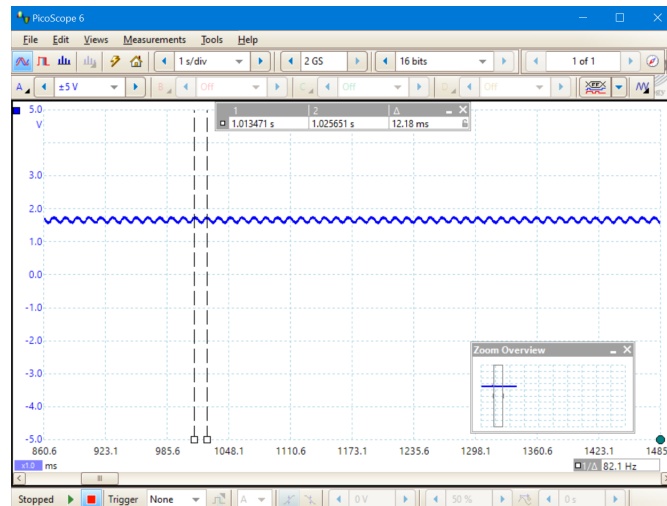 PicoScope 6
File Edit Views Measurements Tools Help
1 s/div 2 GS 16 bits 1 of 1
A ±5 V B Off C Off D Off
5.0 1 2 Δ
V 1.013471 s 1.025651 s 12.18 ms
3.0
2.0
1.0
0.0
-1.0
-2.0
Zoom Overview
-3.0
-4.0
-5.0
860.6 923.1 985.6 1048.1 1110.6 1173.1 1235.6 1298.1 1360.6 1423.1 1485
x1.0 ms 1/Δ 82.1 Hz
Stopped Trigger None A 0 V 50 % 0 s